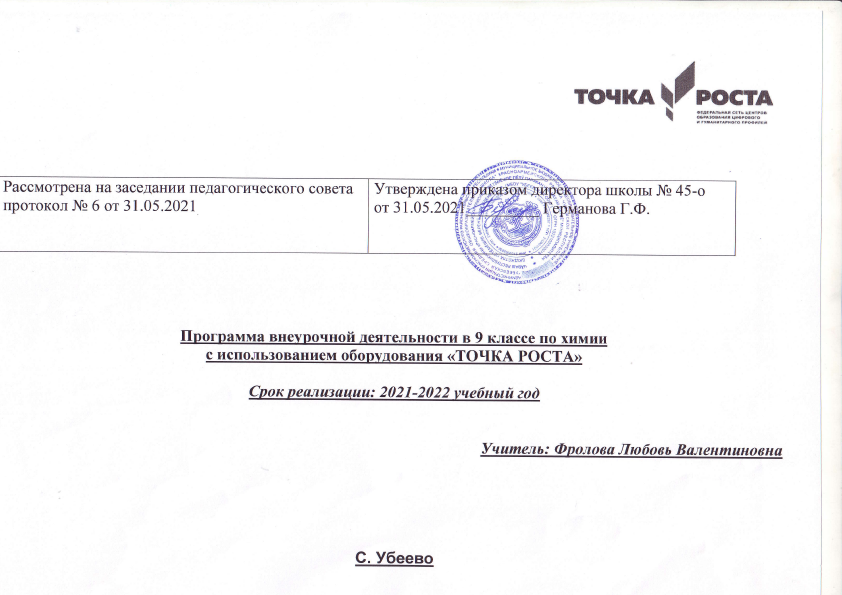 ТОЧКА РОСТА
ФЕДЕРАЛЬНАЯ СЕТЬ ЦЕНТРОВ
ОБРАЗОВАНИЯ ЦИФРОВОГО
И ГУМАНИТАРНОГО ПРОФИЛЕЙ
Рассмотрена на заседании педагогического совета
протокол № 6 от 31.05.2021
Утверждена приказом директора школы № 45-о
от 31.05.2021 Германова Г.Ф.
Программа внеурочной деятельности в 9 классе по химии
с использованием оборудования «ТОЧКА РОСТА»
Срок реализации: 2021-2022 учебный год
Учитель: Фролова Любовь Валентиновна
С. Убеево